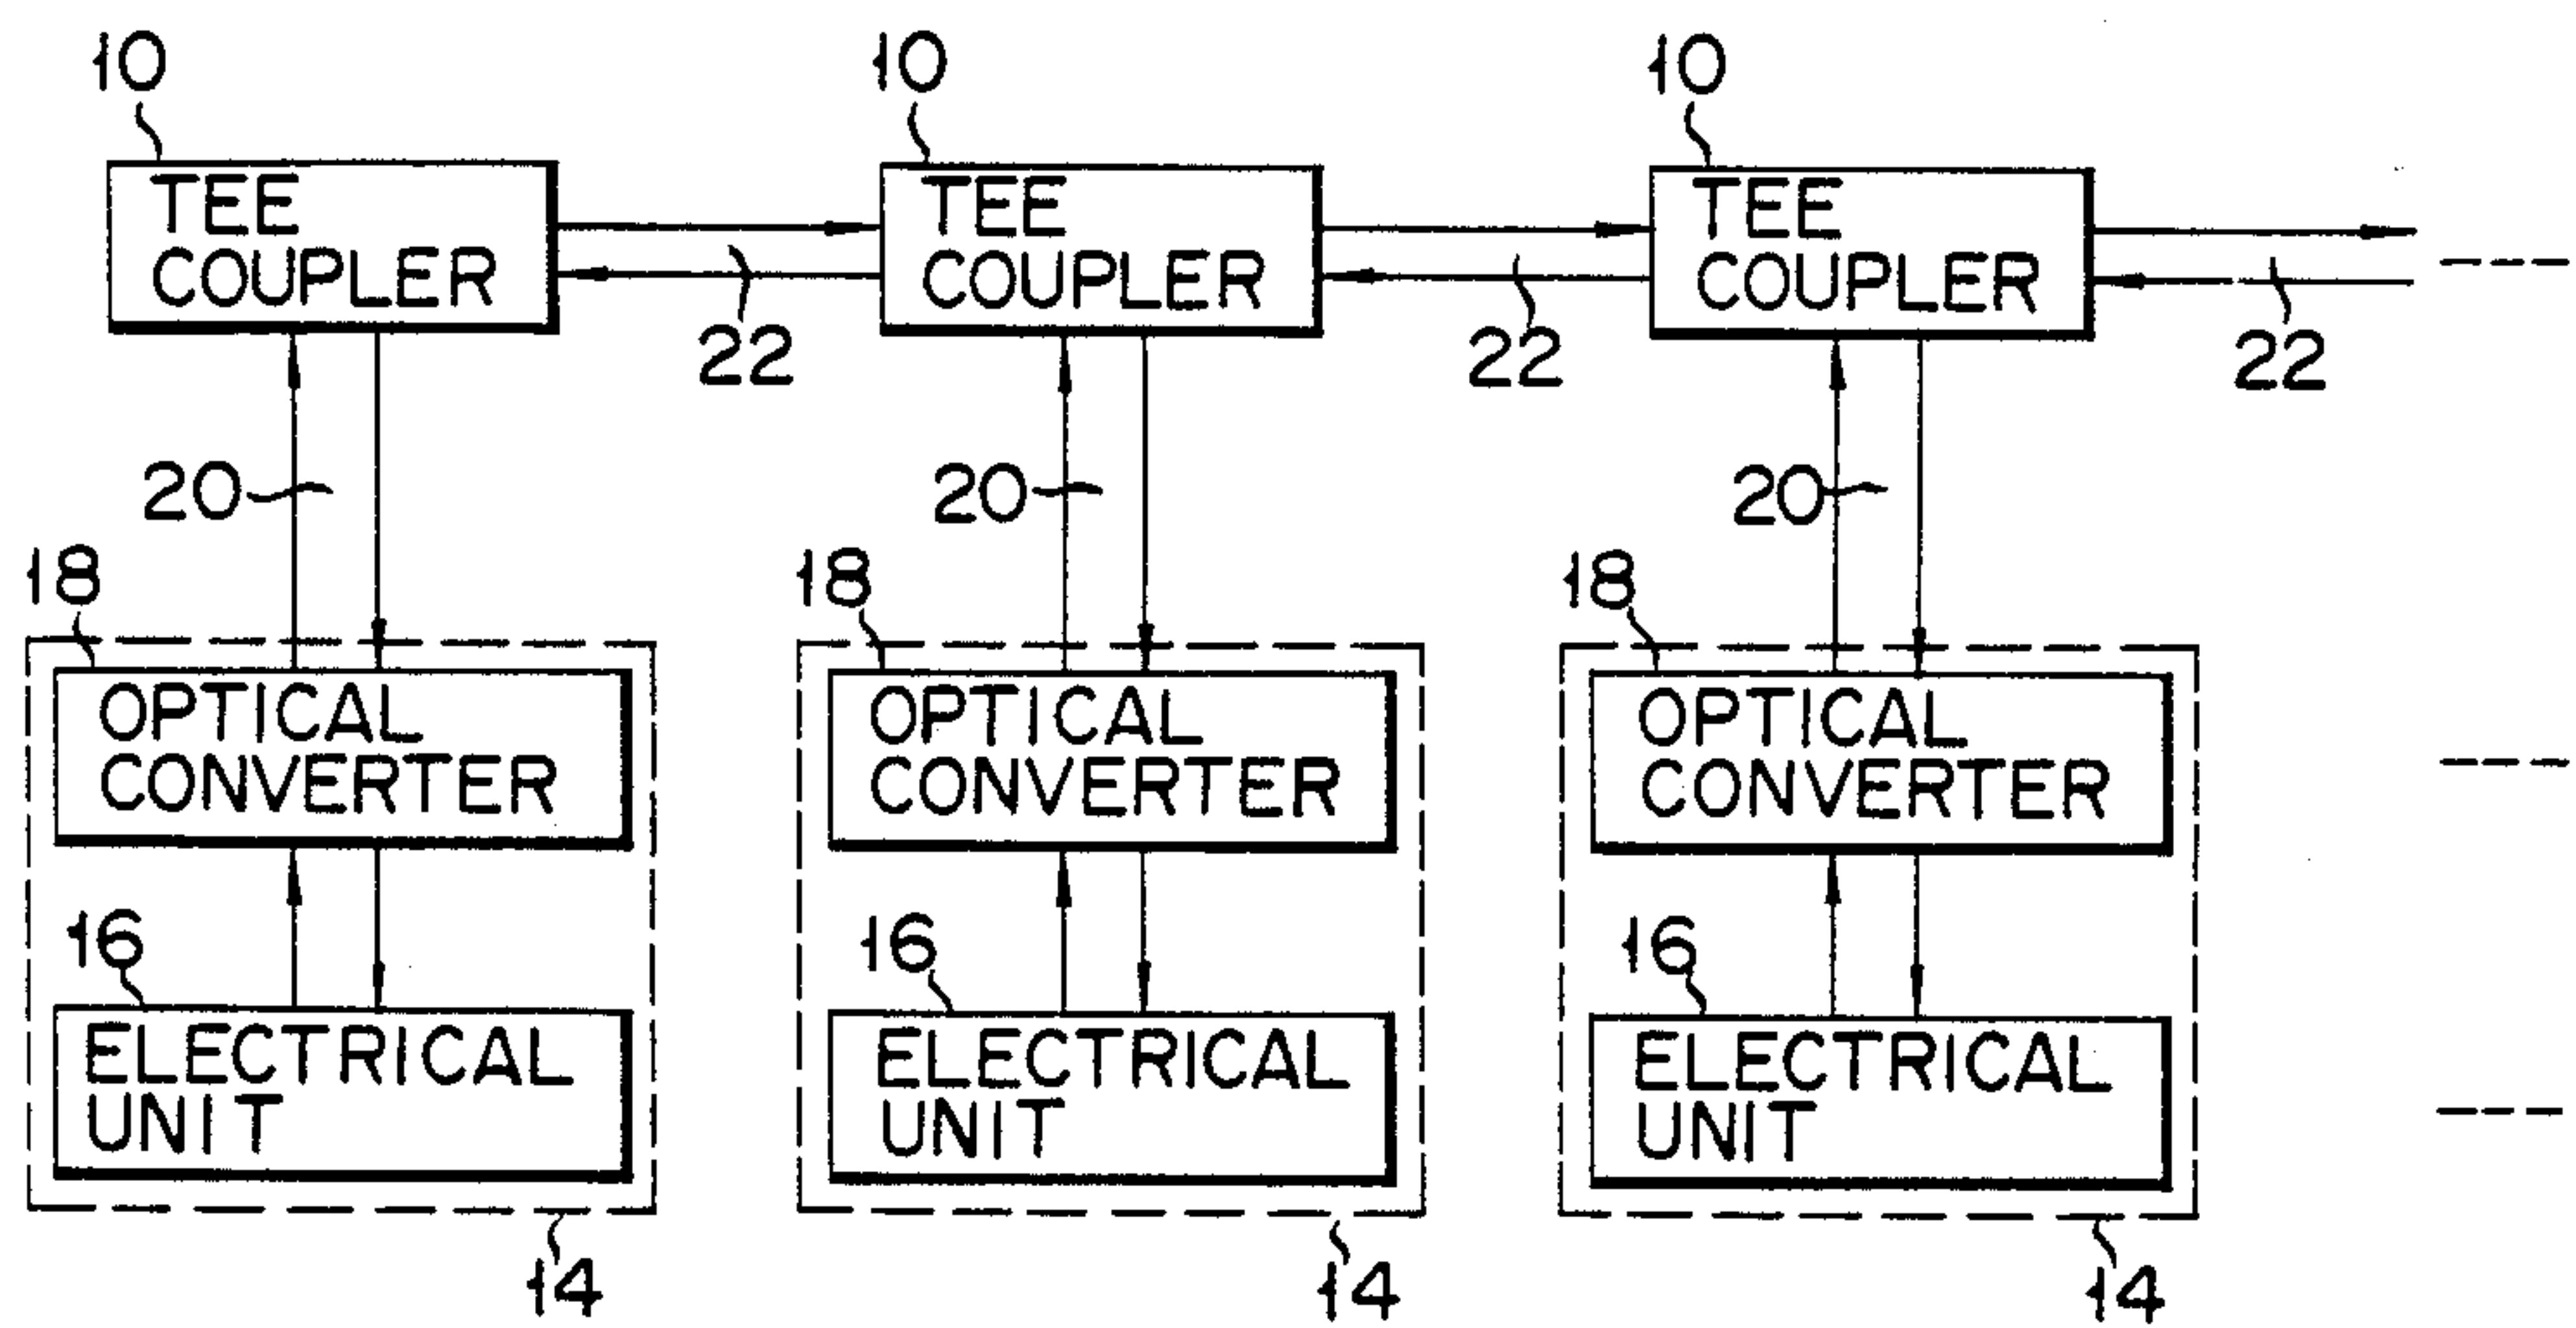 10 10 10
TEE COUPLER
TEE COUPLER
TEE COUPLER
22 22 22
20 20 20
18 18 18
OPTICAL CONVERTER
OPTICAL CONVERTER
OPTICAL CONVERTER
16 16 16
ELECTRICAL UNIT
ELECTRICAL UNIT
ELECTRICAL UNIT
14 14 14